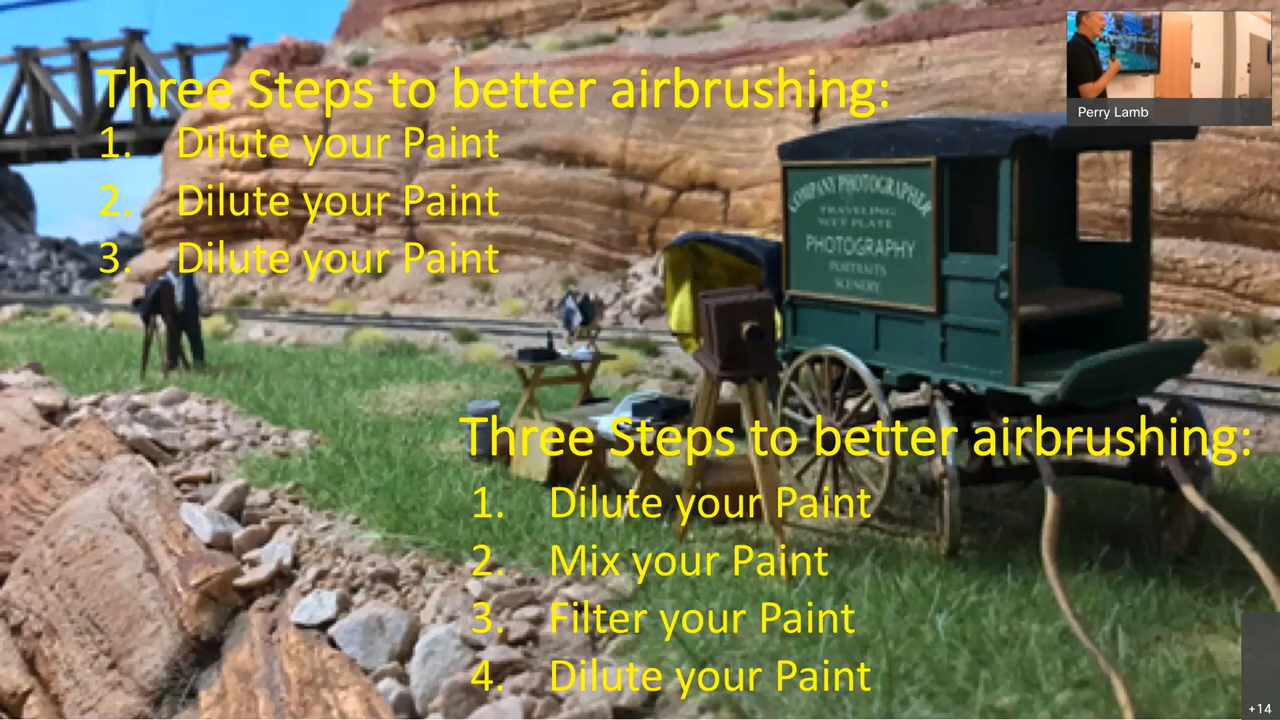 Three Steps to better airbrushing:
1. Dilute your Paint
2. Dilute your Paint
3. Dilute your Paint
Perry Lamb
COMPANY PHOTOGRAPHER
TRAVELING
WET PLATE
PHOTOGRAPHY
PORTRAITS
SCENERY
Three Steps to better airbrushing:
1. Dilute your Paint
2. Mix your Paint
3. Filter your Paint
4. Dilute your Paint
+14